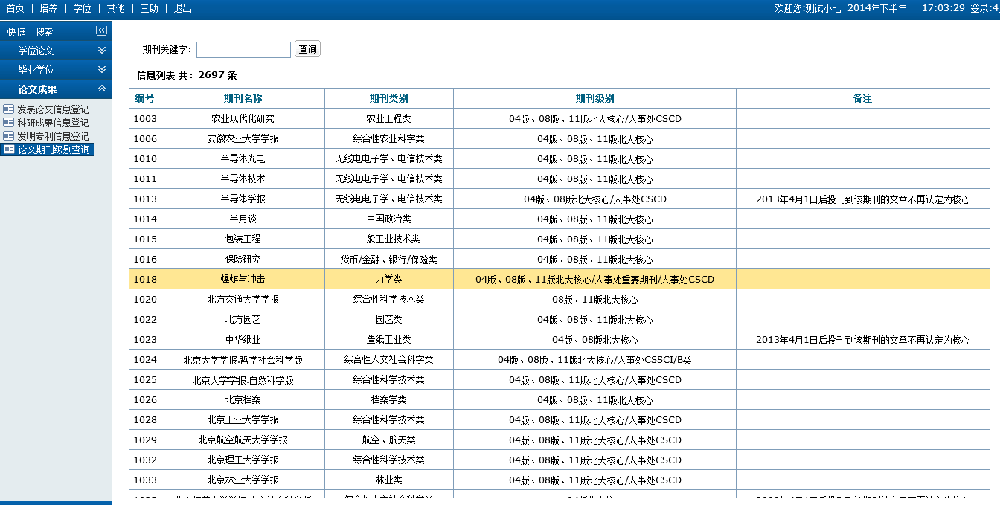 首页 | 培养 | 学位 | 其他 | 三助 | 退出
欢迎您:测试小七 2014年下半年 17:03:29 登录:4
快捷 搜索
学位论文
毕业学位
论文成果
发表论文信息登记
科研成果信息登记
发明专利信息登记
论文期刊级别查询
期刊关键字: 查询
信息列表 共: 2697 条
编号 期刊名称 期刊类别 期刊级别 备注
1003 农业现代化研究 农业工程类 04版、08版、11版北大核心/人事处CSCD
1006 安徽农业大学学报 综合性农业科学类 04版、08版、11版北大核心
1010 半导体光电 无线电电子学、电信技术类 04版、08版、11版北大核心
1011 半导体技术 无线电电子学、电信技术类 04版、08版、11版北大核心
1013 半导体学报 无线电电子学、电信技术类 04版、08版北大核心/人事处CSCD 2013年4月1日后投刊到该期刊的文章不再认定为核心
1014 半月谈 中国政治类 04版、08版、11版北大核心
1015 包装工程 一般工业技术类 04版、08版、11版北大核心
1016 保险研究 货币/金融、银行/保险类 04版、08版、11版北大核心
1018 爆炸与冲击 力学类 04版、08版、11版北大核心/人事处重要期刊/人事处CSCD
1020 北方交通大学学报 综合性科学技术类 08版、11版北大核心
1022 北方园艺 园艺类 04版、08版、11版北大核心
1023 中华纸业 造纸工业类 04版、08版北大核心 2013年4月1日后投刊到该期刊的文章不再认定为核心
1024 北京大学学报.哲学社会科学版 综合性人文社会科学类 04版、08版、11版北大核心/人事处CSSCI/B类
1025 北京大学学报.自然科学版 综合性科学技术类 04版、08版、11版北大核心/人事处CSCD
1026 北京档案 档案学类 04版、08版、11版北大核心
1028 北京工业大学学报 综合性科学技术类 04版、08版、11版北大核心/人事处CSCD
1029 北京航空航天大学学报 航空、航天类 04版、08版、11版北大核心/人事处CSCD
1032 北京理工大学学报 综合性科学技术类 04版、08版、11版北大核心/人事处CSCD
1033 北京林业大学学报 林业类 04版、08版、11版北大核心/人事处CSCD